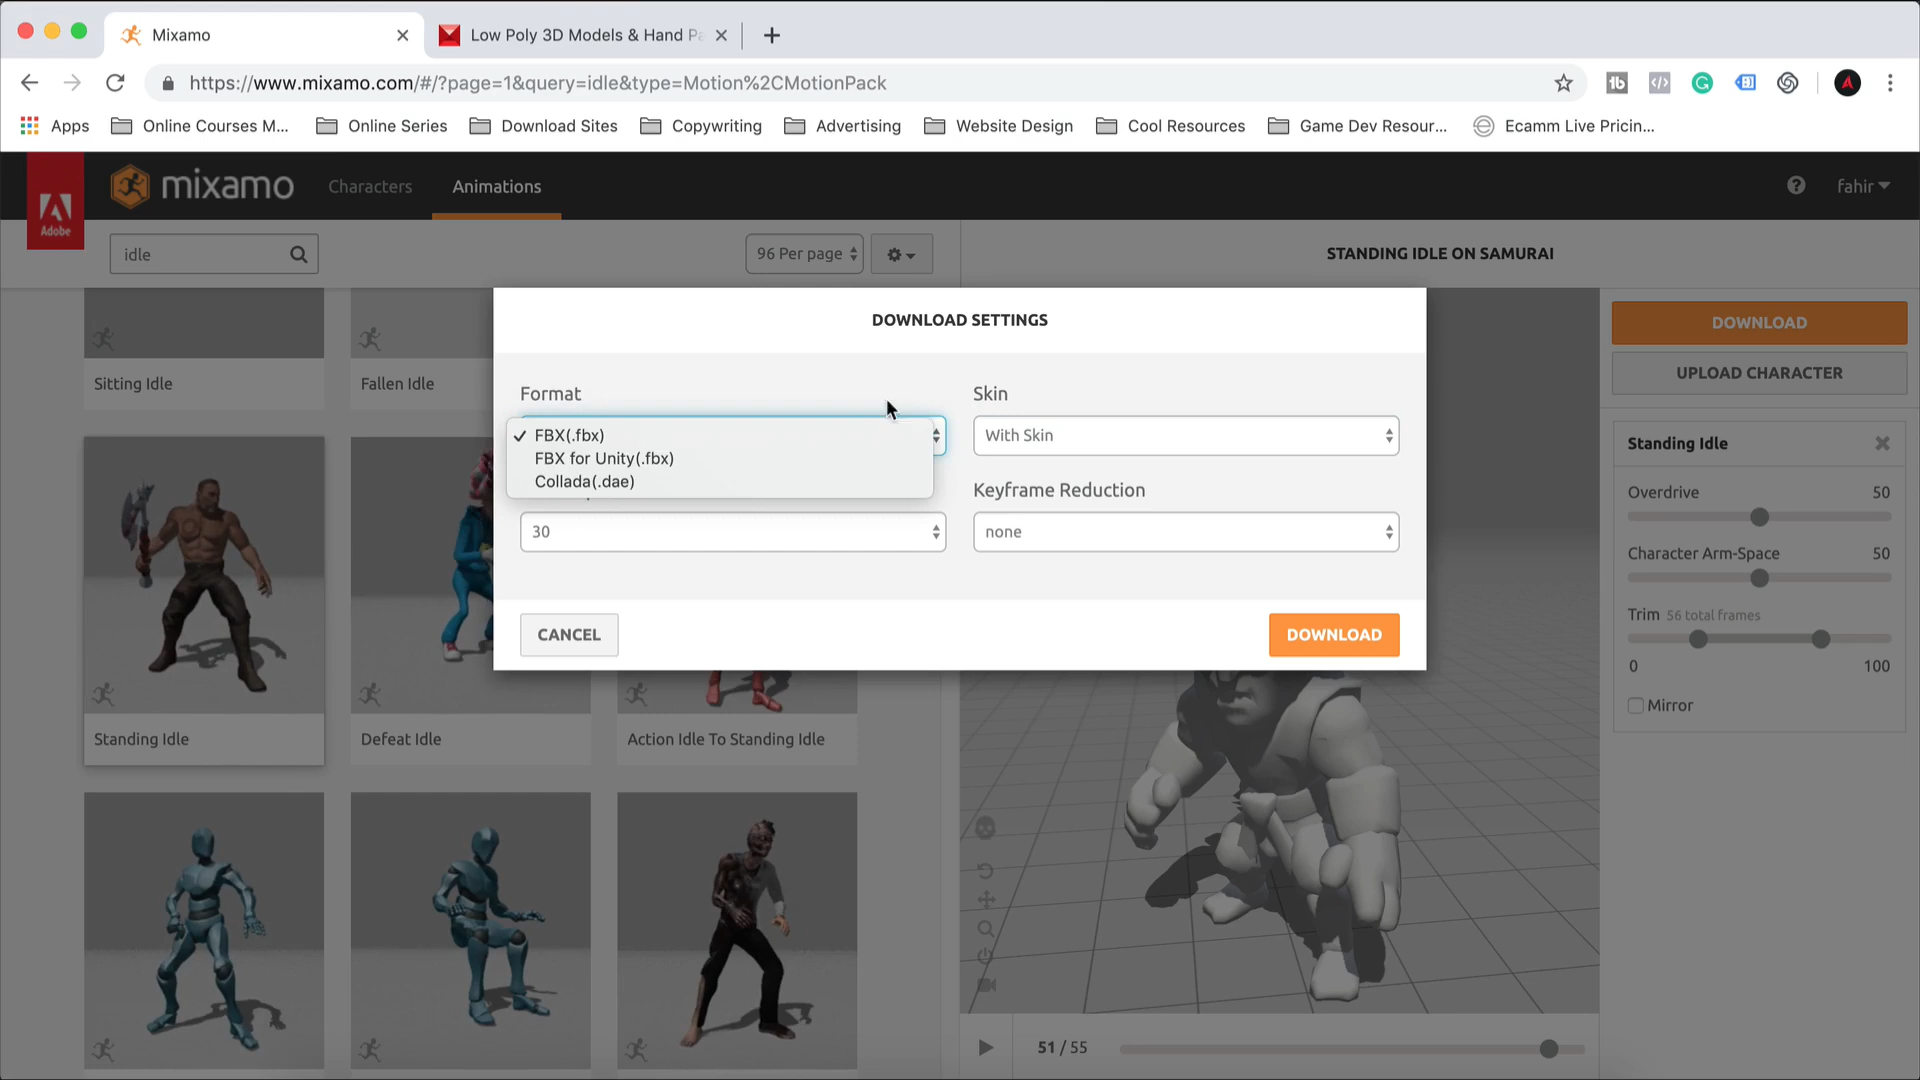 Mixamo
Low Poly 3D Models & Hand Pa
https://www.mixamo.com/#/?page=1&query=idle&type=Motion%2CMotionPack
Apps
Online Courses M...
Online Series
Download Sites
Copywriting
Advertising
Website Design
Cool Resources
Game Dev Resour...
Ecamm Live Pricin...
Adobe
mixamo
Characters
Animations
fahir
idle
96 Per page
STANDING IDLE ON SAMURAI
DOWNLOAD SETTINGS
DOWNLOAD
UPLOAD CHARACTER
Sitting Idle
Fallen Idle
Format
Skin
FBX(.fbx)
FBX for Unity(.fbx)
Collada(.dae)
With Skin
Keyframe Reduction
30
none
CANCEL
DOWNLOAD
Standing Idle
Overdrive 50
Character Arm-Space 50
Trim 56 total frames
0 100
Mirror
Standing Idle
Defeat Idle
Action Idle To Standing Idle
51 / 55